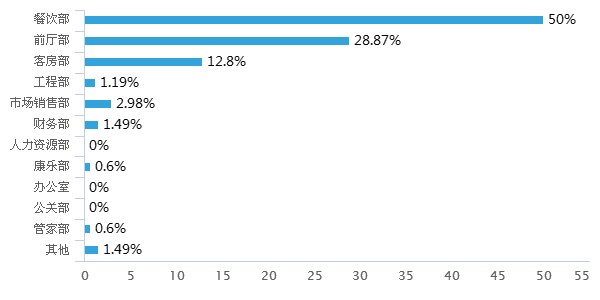 餐饮部 50%
前厅部 28.87%
客房部 12.8%
工程部 1.19%
市场销售部 2.98%
财务部 1.49%
人力资源部 0%
康乐部 0.6%
办公室 0%
公关部 0%
管家部 0.6%
其他 1.49%
0 5 10 15 20 25 30 35 40 45 50 55